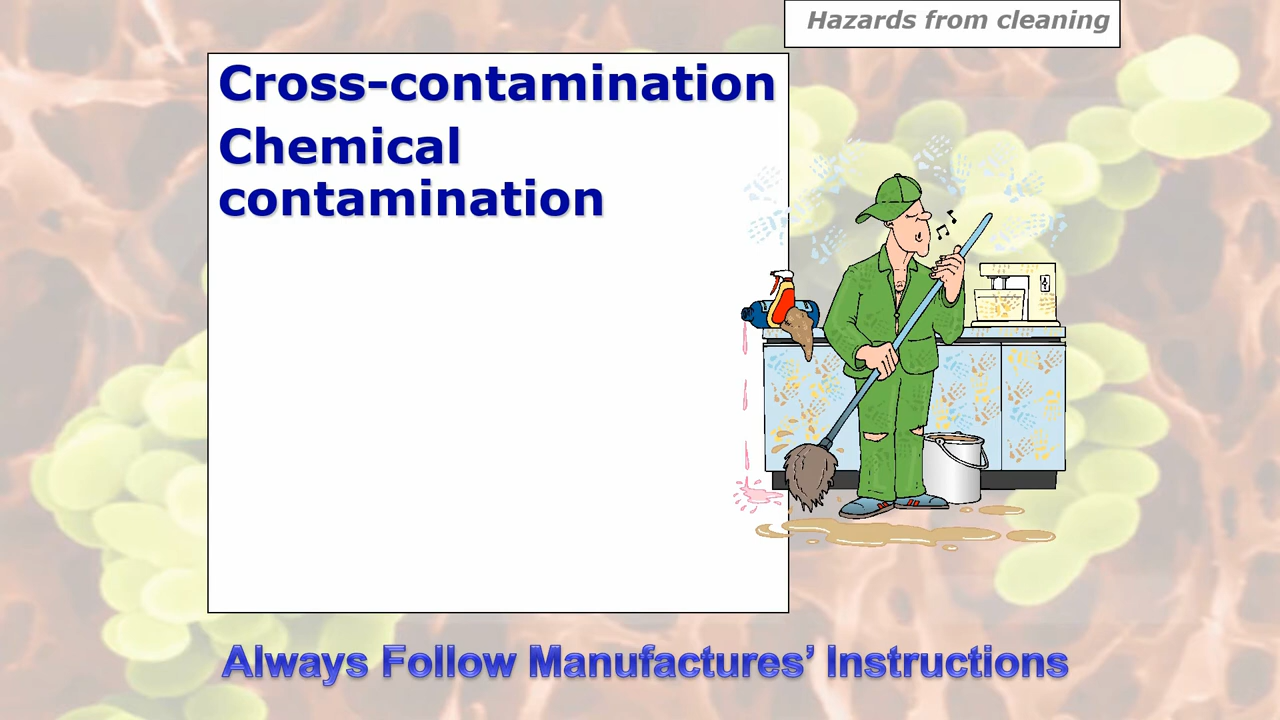 Hazards from cleaning
Cross-contamination
Chemical
contamination
Always Follow Manufactures’ Instructions